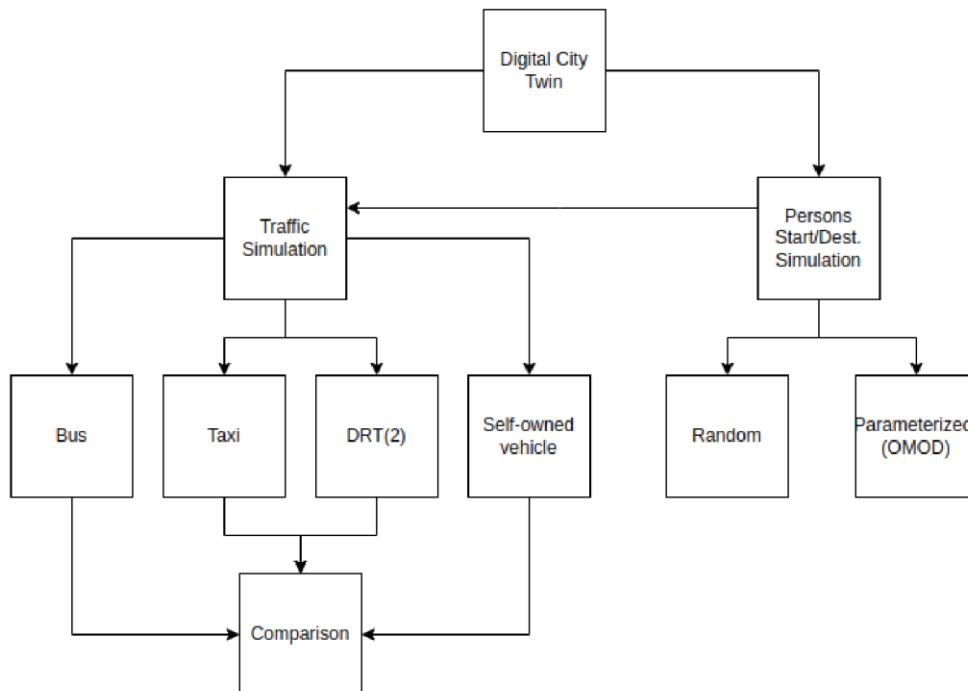 Digital City
Twin
Traffic
Simulation
Persons
Start/Dest.
Simulation
Bus
Taxi
DRT(2)
Self-owned
vehicle
Random
Parameterized
(OMOD)
Comparison